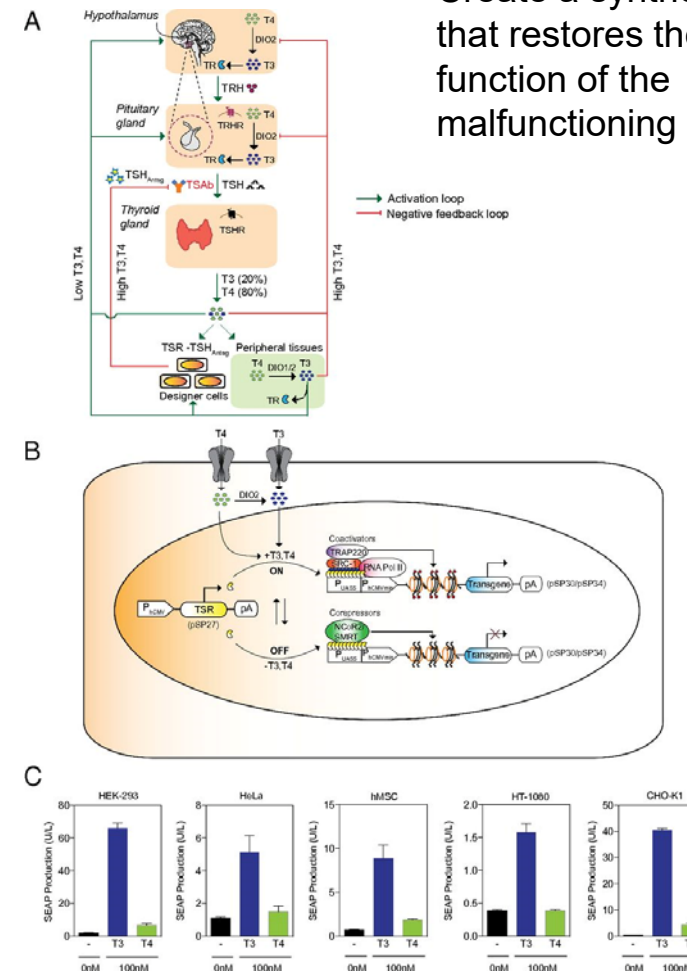 that restores the
function of the
malfunctioning
A
Hypothalamus
T4
DIO2
TR
T3
TRH
Pituitary
gland
TRHR
T4
DIO2
TR
T3
TSH Antag
TSAb
TSH
Thyroid
gland
TSHR
Activation loop
Negative feedback loop
Low T3,T4
High T3,T4
High T3,T4
T3 (20%)
T4 (80%)
TSR -TSH Antag
Peripheral tissues
T4
DIO1/2
T3
TR
Designer cells
B
T4
T3
DIO2
+T3,T4
ON
Coactivators
TRAP220
SRC-1
RNA Pol II
P UAS5
P hCMVmin
Transgene
pA
(pSP30/pSP34)
P hCMV
TSR
pA
(pSP27)
Corepressors
NCoR2/
SMRT
OFF
-T3,T4
P UAS5
P hCMVmin
Transgene
pA
(pSP30/pSP34)
C
HEK-293
SEAP Production (U/L)
80
60
40
20
0
- T3 T4
0nM 100nM
HeLa
SEAP Production (U/L)
8
6
4
2
0
- T3 T4
0nM 100nM
hMSC
SEAP Production (U/L)
15
10
5
0
- T3 T4
0nM 100nM
HT-1080
SEAP Production (U/L)
2.0
1.5
1.0
0.5
0.0
- T3 T4
0nM 100nM
CHO-K1
SEAP Production (U/L)
50
40
30
20
10
0
- T3
0nM 100nM